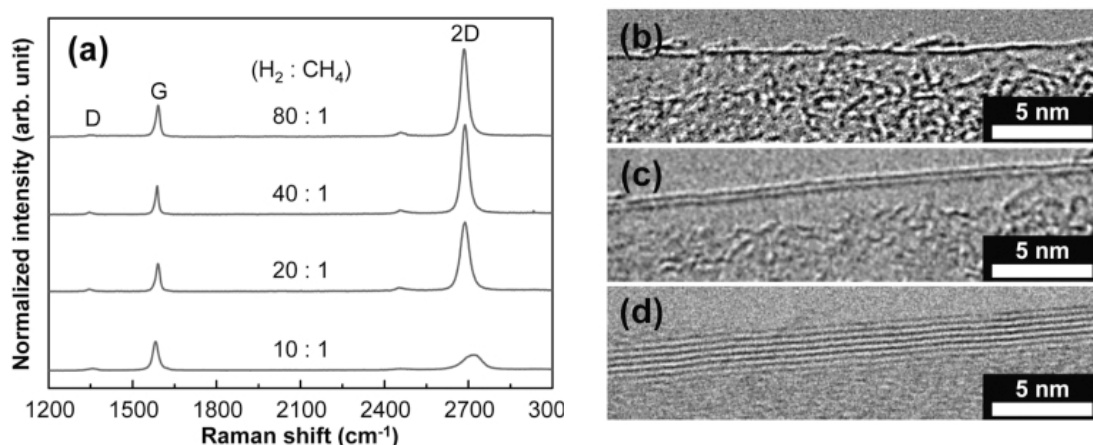 (a)
2D
(H₂ : CH₄)
G
D
80 : 1
40 : 1
20 : 1
10 : 1
Normalized intensity (arb. unit)
1200 1500 1800 2100 2400 2700 300
Raman shift (cm⁻¹)
(b)
5 nm
(c)
5 nm
(d)
5 nm